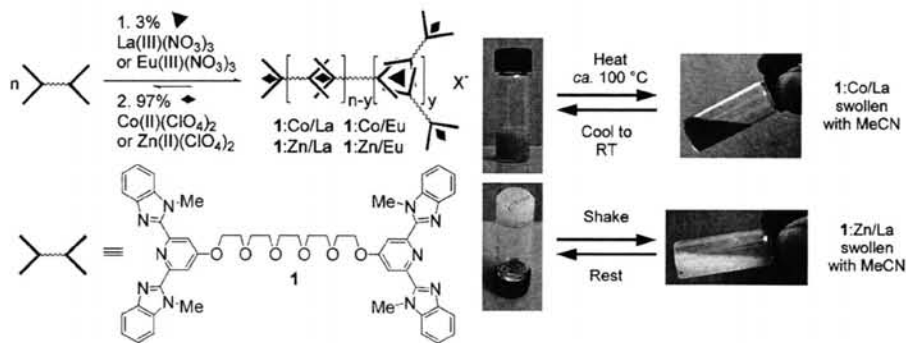 1. 3%
La(III)(NO₃)₃
or Eu(III)(NO₃)₃
n
2. 97%
Co(II)(ClO₄)₂
or Zn(II)(ClO₄)₂
n-y
y
X⁻
1:Co/La 1:Co/Eu
1:Zn/La 1:Zn/Eu
Heat
ca. 100 °C
Cool to
RT
1:Co/La
swollen
with MeCN
Shake
Rest
1:Zn/La
swollen
with MeCN
N N-Me Me-N N
N N
O O O O O O O
1
N N-Me Me-N N